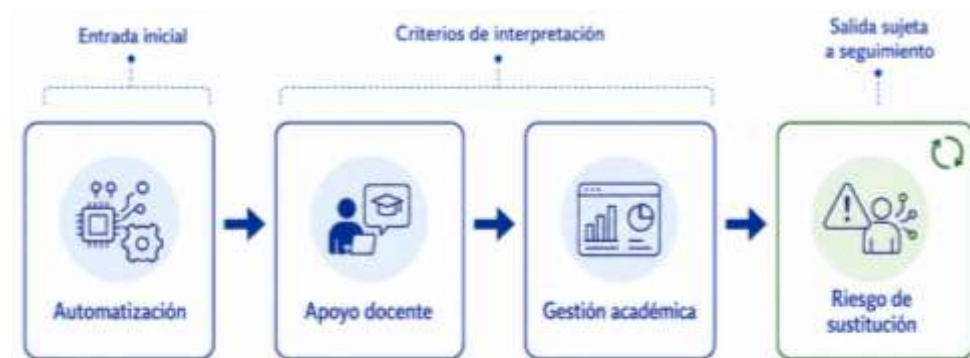 Entrada inicial
Criterios de interpretación
Salida sujeta
a seguimiento
Automatización
Apoyo docente
Gestión académica
Riesgo de
sustitución